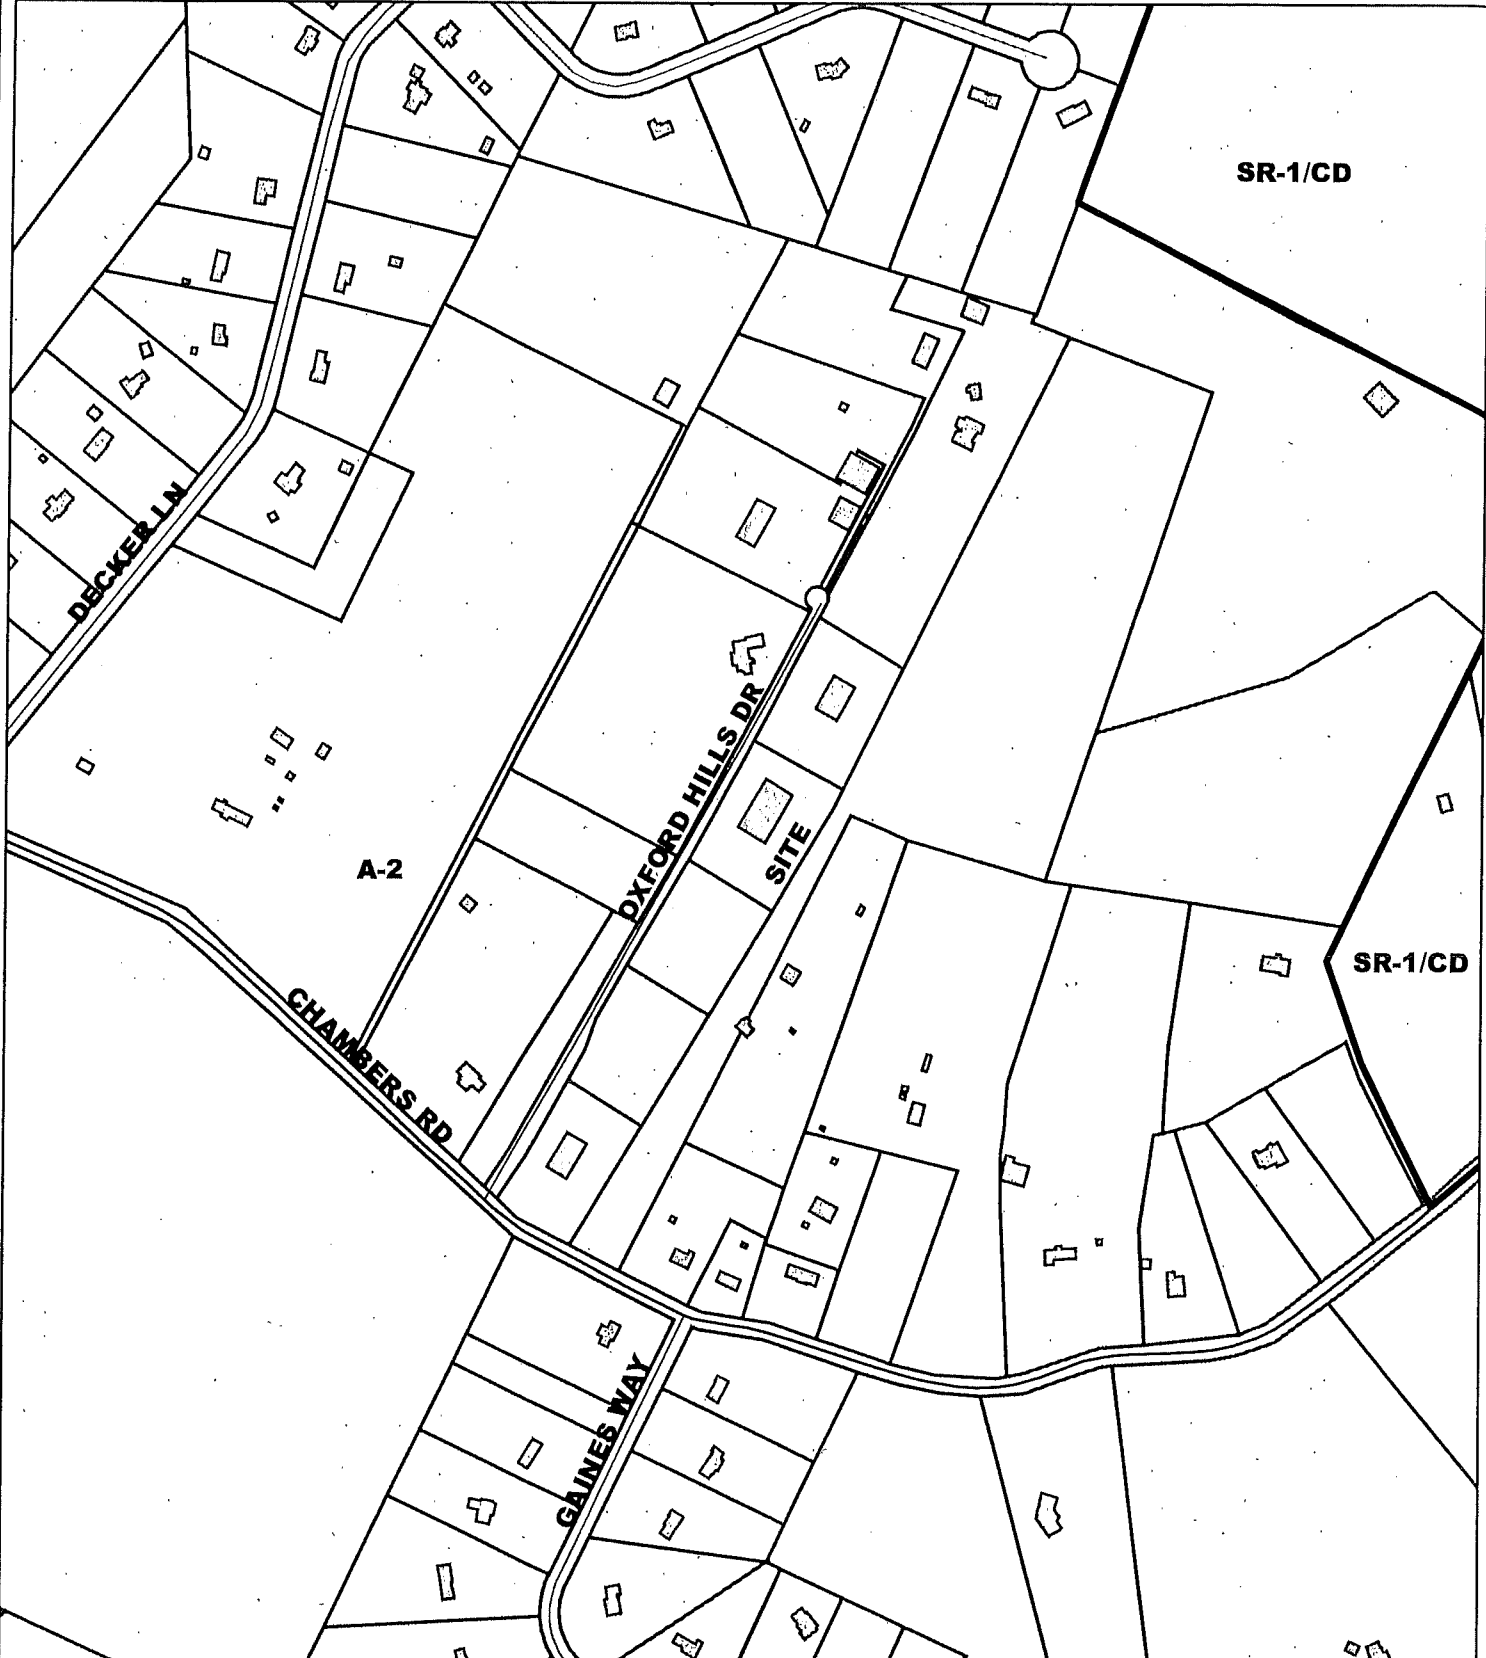 SR-1/CD
DECKER LN
OXFORD HILLS DR
SITE
A-2
SR-1/CD
CHAMBERS RD
GAINES WAY